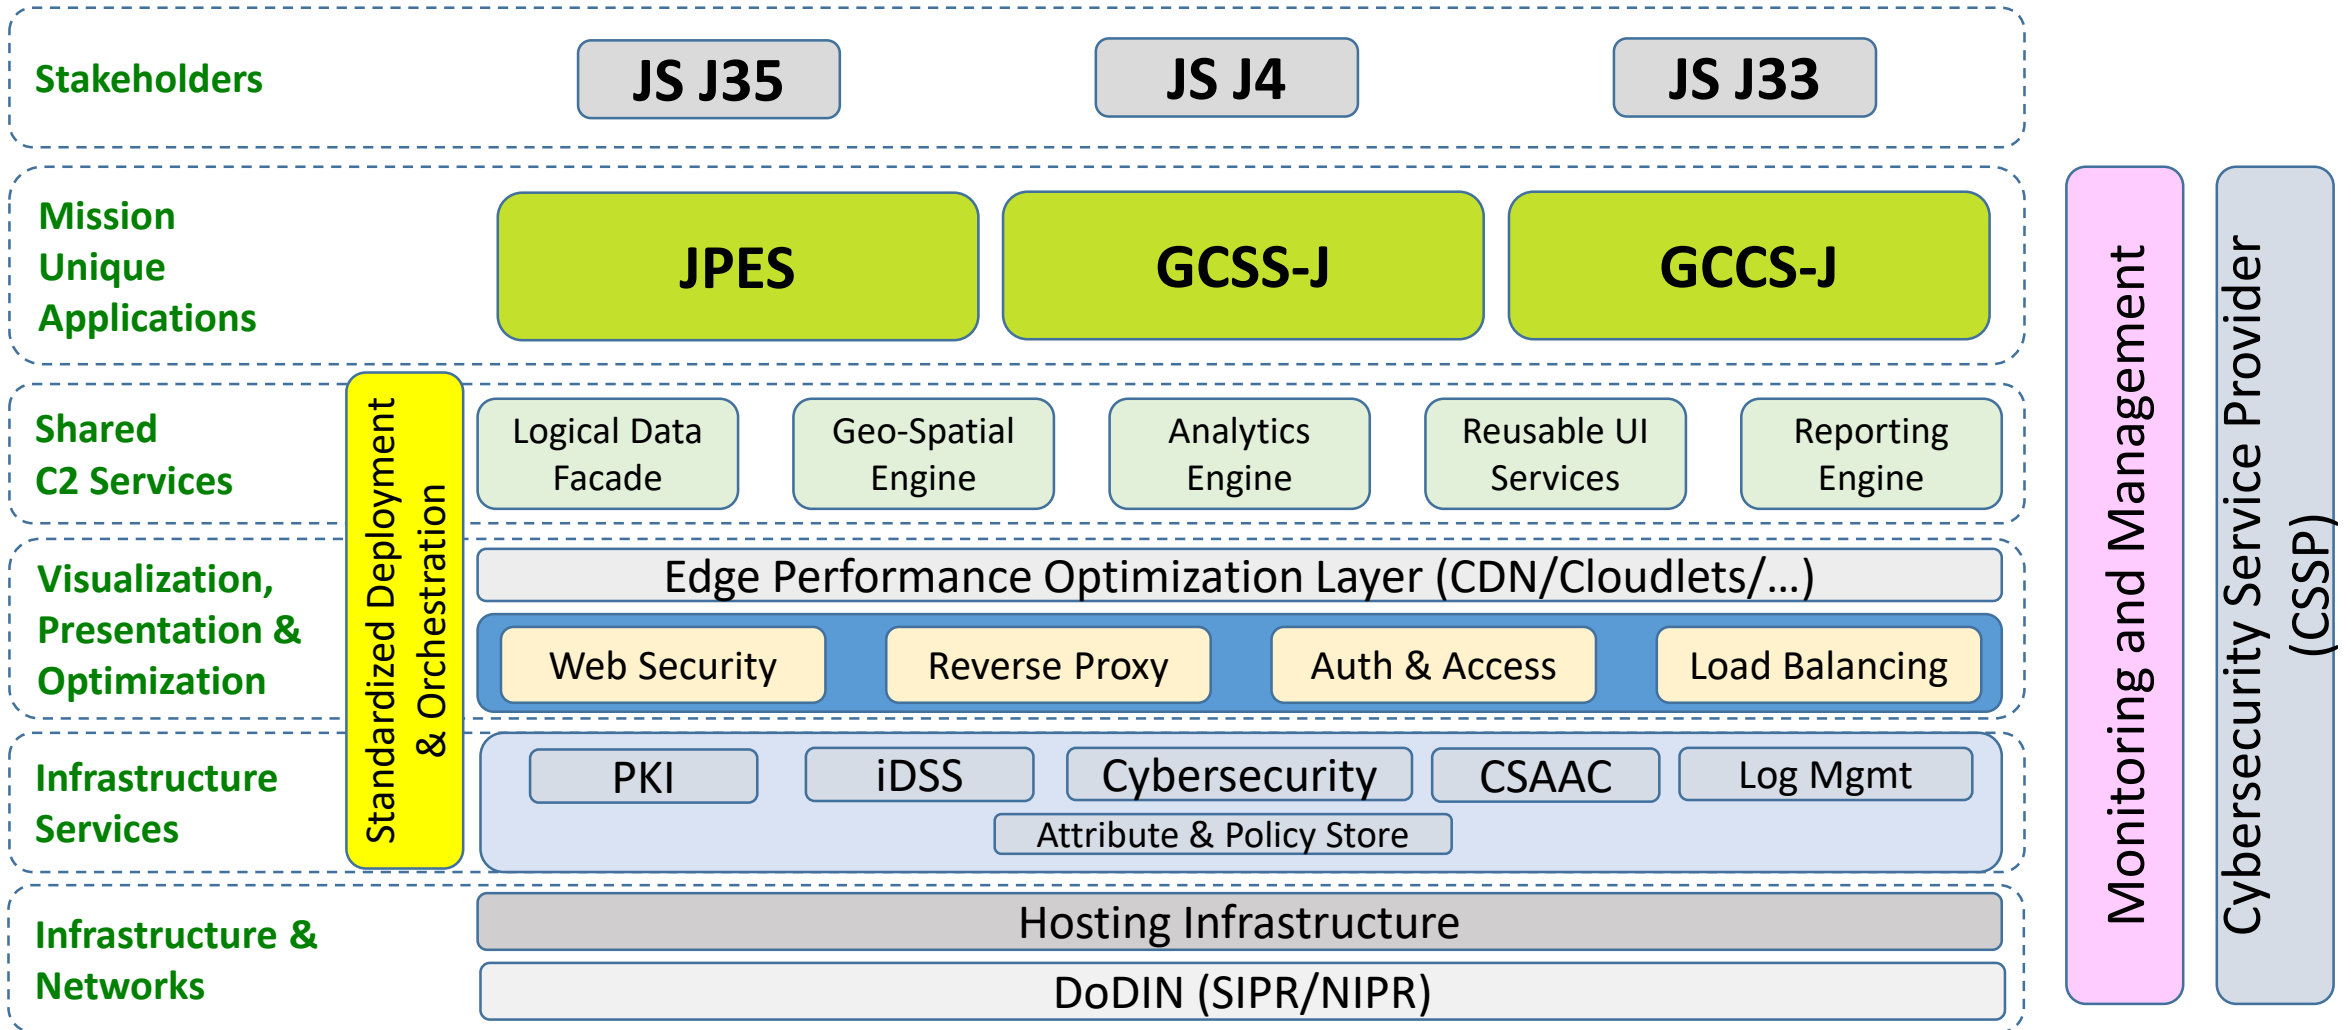 Stakeholders
JS J35
JS J4
JS J33
Mission
Unique
Applications
JPES
GCSS-J
GCCS-J
Shared
C2 Services
Logical Data
Facade
Geo-Spatial
Engine
Analytics
Engine
Reusable UI
Services
Reporting
Engine
Standardized Deployment
& Orchestration
Visualization,
Presentation &
Optimization
Edge Performance Optimization Layer (CDN/Cloudlets/...)
Web Security
Reverse Proxy
Auth & Access
Load Balancing
Infrastructure
Services
PKI
iDSS
Cybersecurity
CSAAC
Log Mgmt
Attribute & Policy Store
Infrastructure &
Networks
Hosting Infrastructure
DoDIN (SIPR/NIPR)
Monitoring and Management
Cybersecurity Service Provider
(CSSP)